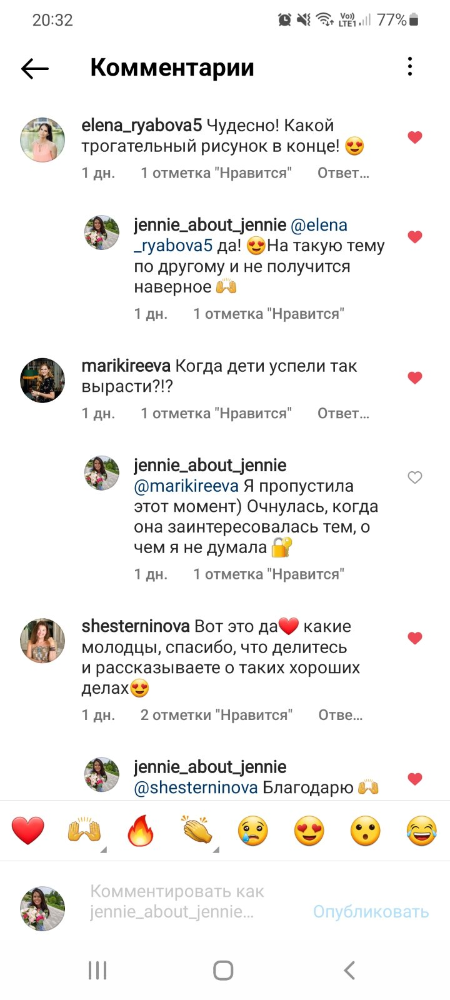 20:32
Vo)) LTE1 77%
Комментарии
elena_ryabova5 Чудесно! Какой
трогательный рисунок в конце! 😍
1 дн. 1 отметка "Нравится" Ответ...
jennie_about_jennie @elena
_ryabova5 да! 😍На такую тему
по другому и не получится
наверное 🙌
1 дн. 1 отметка "Нравится"
marikireeva Когда дети успели так
вырасти?!?
1 дн. 1 отметка "Нравится" Ответ...
jennie_about_jennie
@marikireeva Я пропустила
этот момент) Очнулась, когда
она заинтересовалась тем, о
чем я не думала 🔐
1 дн. 1 отметка "Нравится"
shesterninova Вот это да❤️ какие
молодцы, спасибо, что делитесь
и рассказываете о таких хороших
делах😍
1 дн. 2 отметки "Нравится" Отве...
jennie_about_jennie
@shesterninova Благодарю 🙌
❤️ 🙌 🔥 👏 😢 😍 😮 😂
Комментировать как
jennie_about_jennie...
Опубликовать